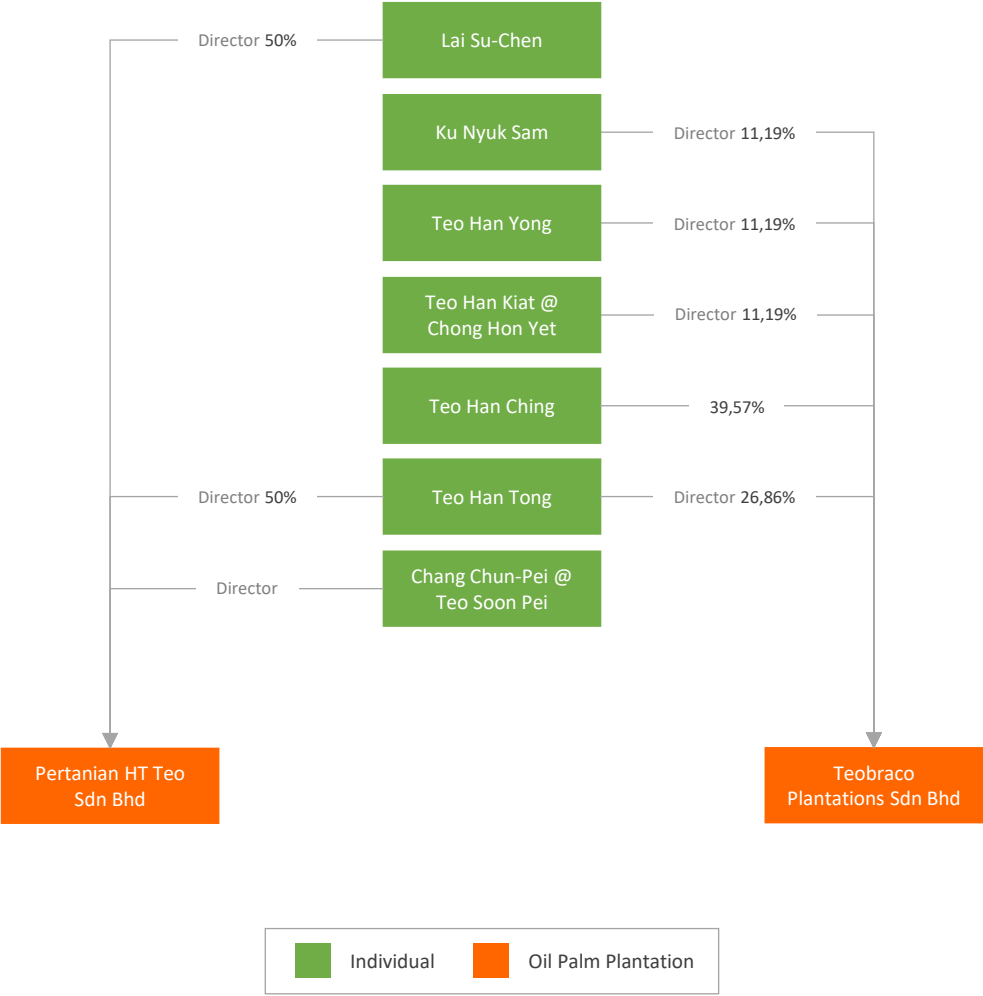 Director 50%
Lai Su-Chen
Ku Nyuk Sam
Director 11,19%
Teo Han Yong
Director 11,19%
Teo Han Kiat @
Chong Hon Yet
Director 11,19%
Teo Han Ching
39,57%
Director 50%
Teo Han Tong
Director 26,86%
Director
Chang Chun-Pei @
Teo Soon Pei
Pertanian HT Teo
Sdn Bhd
Teobraco
Plantations Sdn Bhd
Individual
Oil Palm Plantation